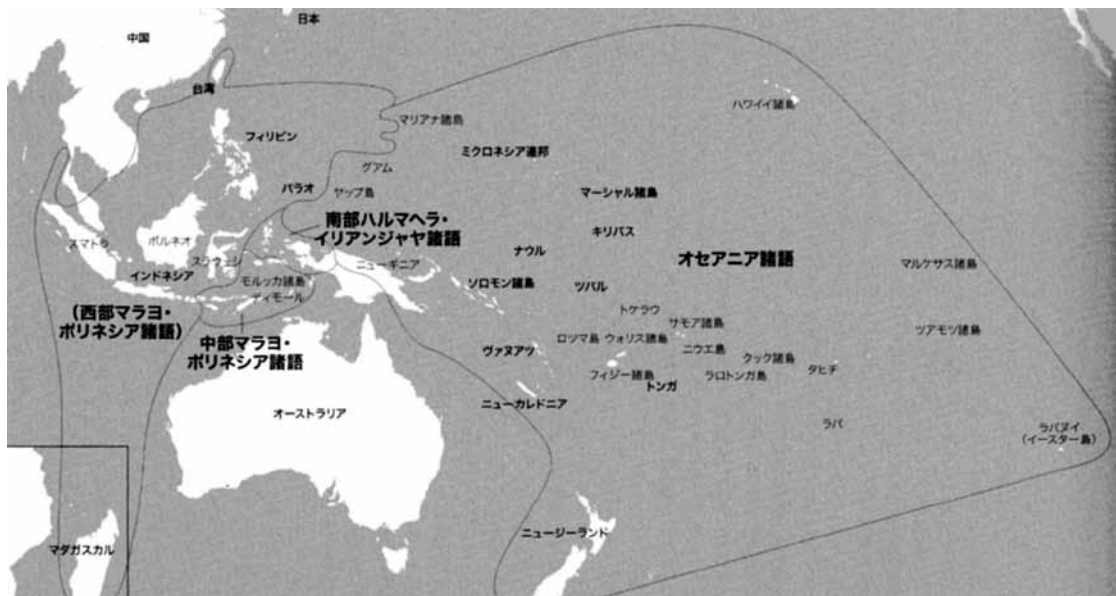 日本
中国
台湾
ハワイイ諸島
マリアナ諸島
フィリピン
ミクロネシア連邦
グアム
パラオ
ヤップ島
マーシャル諸島
南部ハルマヘラ・
イリアンジャヤ諸語
キリバス
スマトラ
ボルネオ
スラウェシ
ナウル
オセアニア諸語
マルケサス諸島
インドネシア
モルッカ諸島
ニューギニア
ティモール
ソロモン諸島
ツバル
(西部マラヨ・
ポリネシア諸語)
トケラウ
サモア諸島
ツアモツ諸島
中部マラヨ・
ポリネシア諸語
ロツマ島
ウォリス諸島
ヴァヌアツ
ニウエ島
クック諸島
タヒチ
フィジー諸島
トンガ
ラロトンガ島
ニューカレドニア
オーストラリア
ラパ
ラパヌイ
(イースター島)
ニュージーランド
マダガスカル